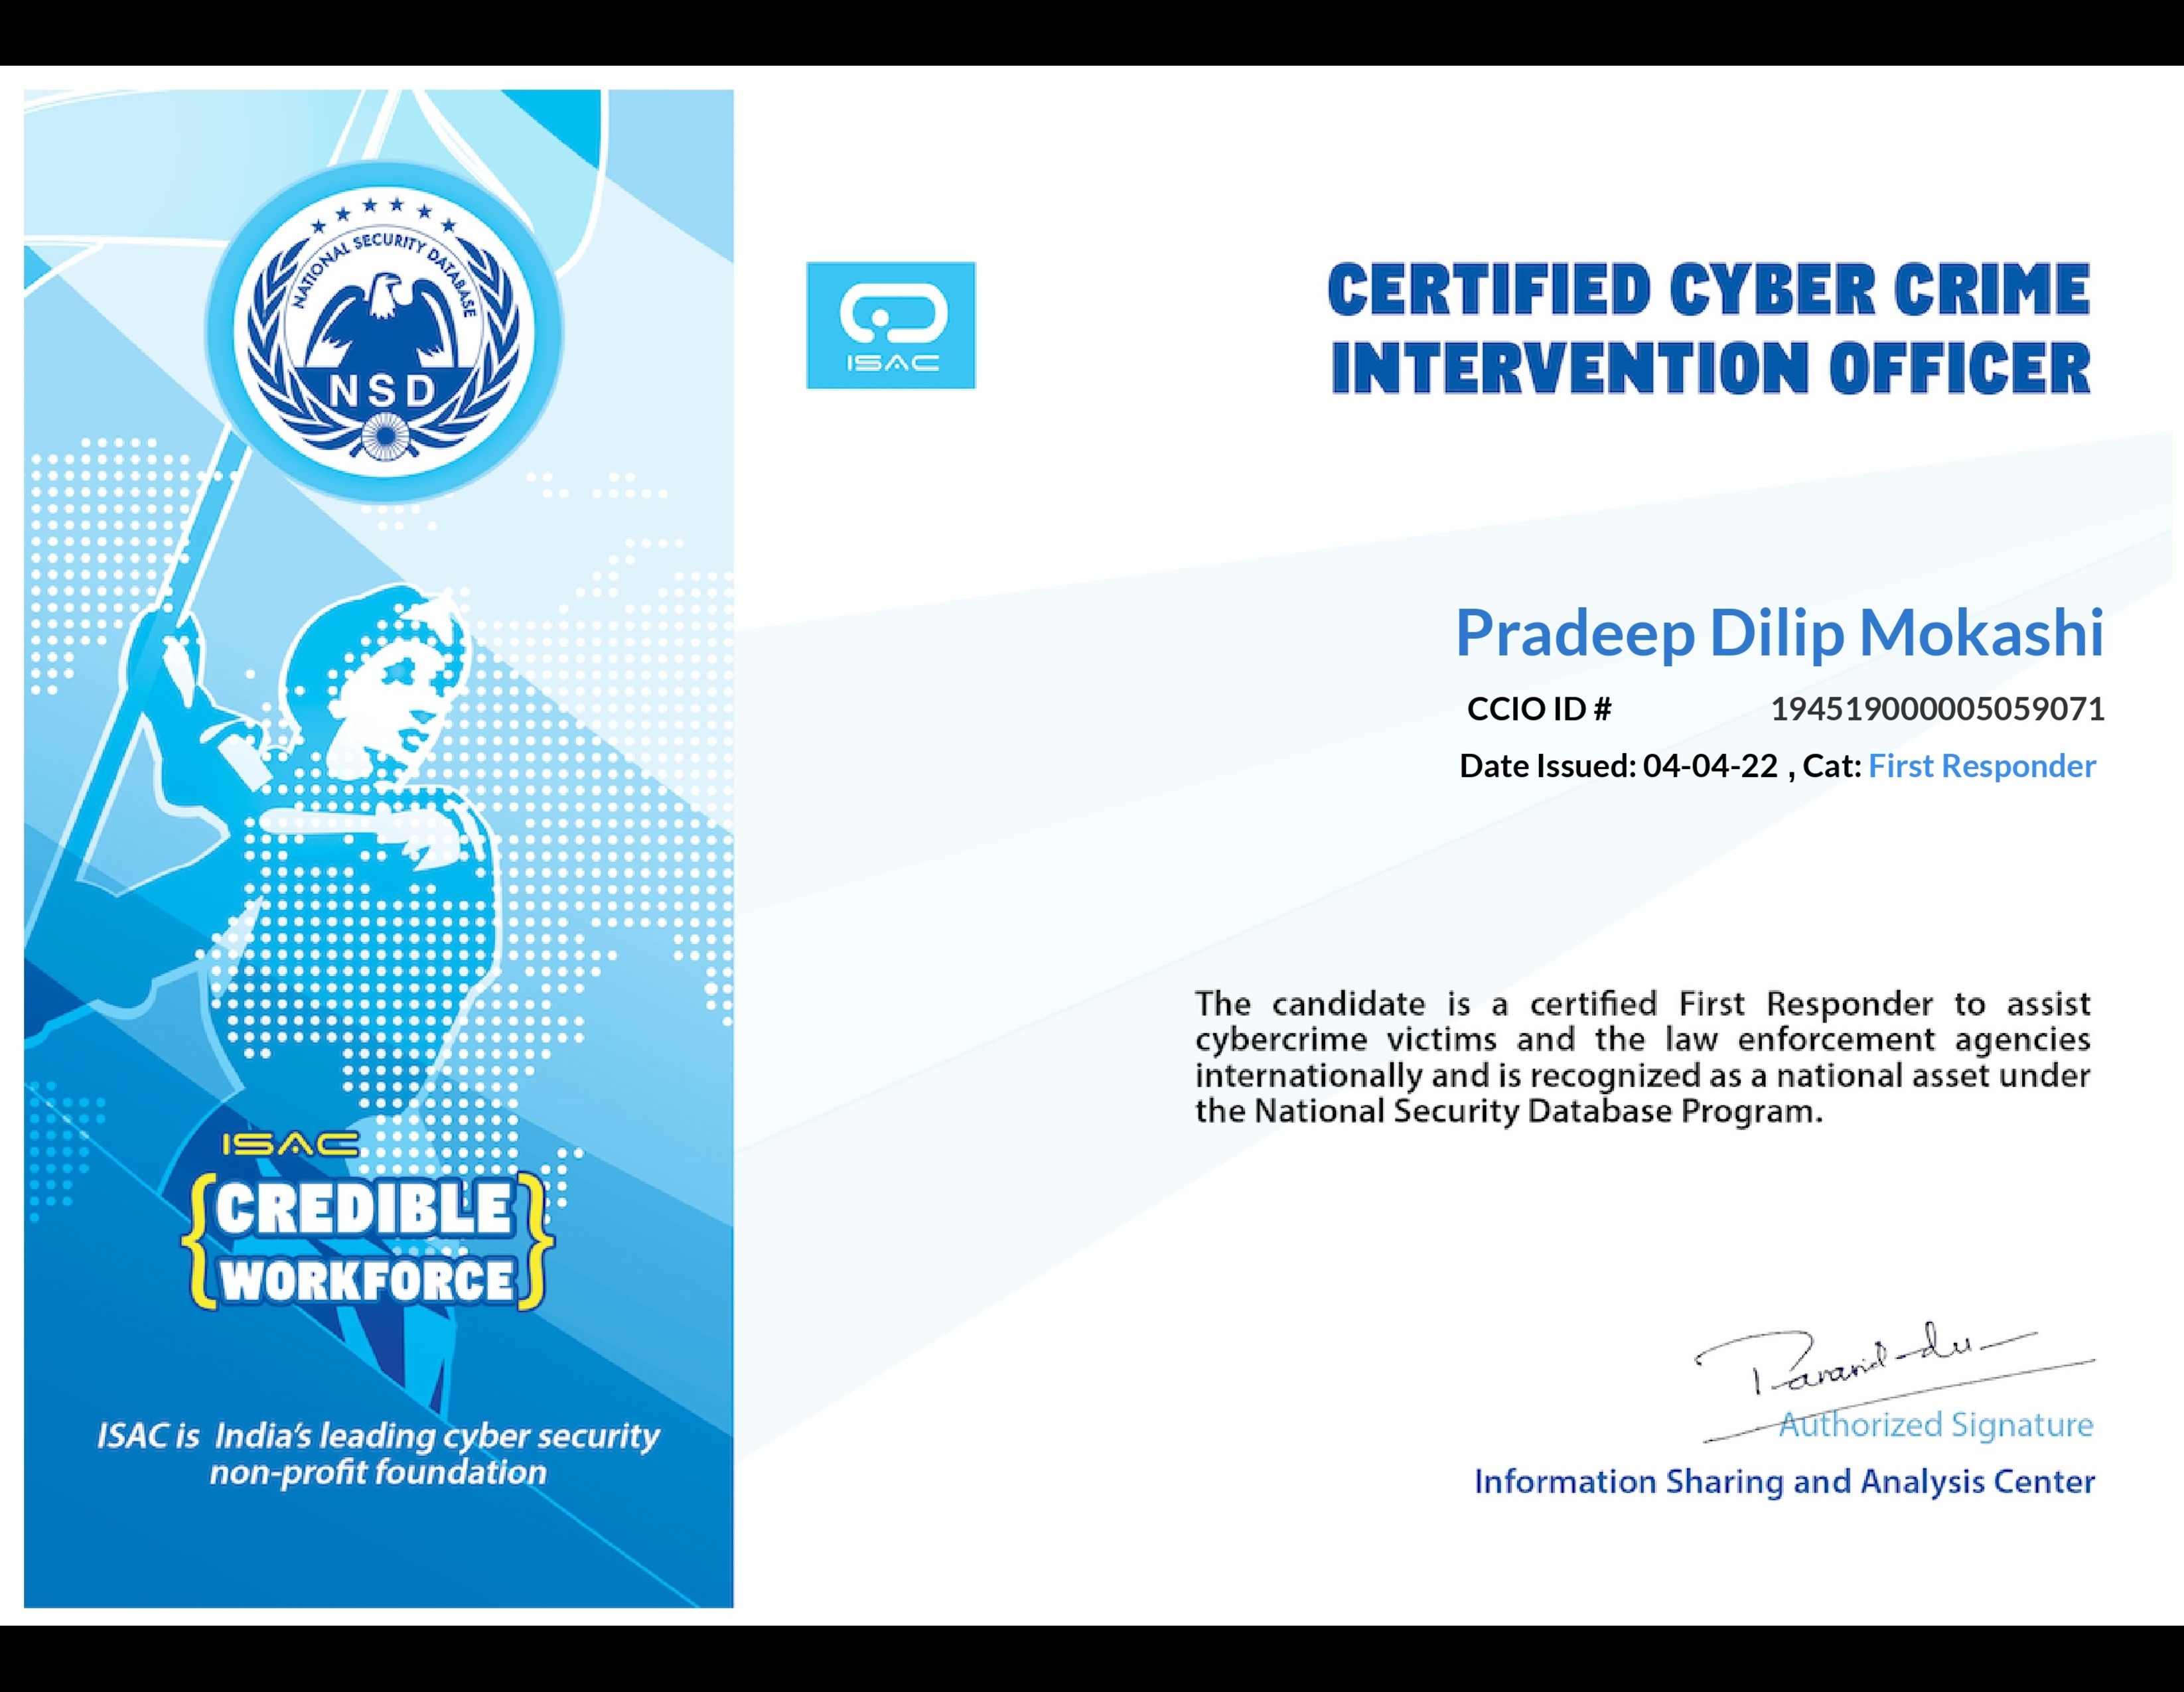 NATIONAL SECURITY DATABASE
NSD
ISAC
CERTIFIED CYBER CRIME
INTERVENTION OFFICER
Pradeep Dilip Mokashi
CCIO ID # 194519000005059071
Date Issued: 04-04-22 , Cat: First Responder
The candidate is a certified First Responder to assist
cybercrime victims and the law enforcement agencies
internationally and is recognized as a national asset under
the National Security Database Program.
ISAC
{CREDIBLE
WORKFORCE}
ISAC is India's leading cyber security
non-profit foundation
Authorized Signature
Information Sharing and Analysis Center